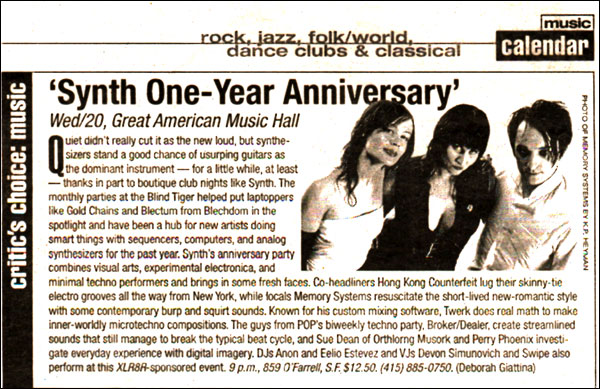 music
rock, jazz, folk/world,
dance clubs & classical
calendar
critic's choice: music
'Synth One-Year Anniversary'
Wed/20, Great American Music Hall
Quiet didn't really cut it as the new loud, but synthe-
sizers stand a good chance of usurping guitars as
the dominant instrument — for a little while, at least
— thanks in part to boutique club nights like Synth. The
monthly parties at the Blind Tiger helped put laptoppers
like Gold Chains and Blectum from Blechdom in the
spotlight and have been a hub for new artists doing
smart things with sequencers, computers, and analog
synthesizers for the past year. Synth's anniversary party
combines visual arts, experimental electronica, and
minimal techno performers and brings in some fresh faces. Co-headliners Hong Kong Counterfeit lug their skinny-tie
electro grooves all the way from New York, while locals Memory Systems resuscitate the short-lived new-romantic style
with some contemporary burp and squirt sounds. Known for his custom mixing software, Twerk does real math to make
inner-worldly microtechno compositions. The guys from POP's biweekly techno party, Broker/Dealer, create streamlined
sounds that still manage to break the typical beat cycle, and Sue Dean of Orthlorng Musork and Perry Phoenix investi-
gate everyday experience with digital imagery. DJs Anon and Eelio Estevez and VJs Devon Simunovich and Swipe also
perform at this XLR8R-sponsored event. 9 p.m., 859 O'Farrell, S.F. $12.50. (415) 885-0750. (Deborah Giattina)
PHOTO OF MEMORY SYSTEMS BY K.P. HEYMAN